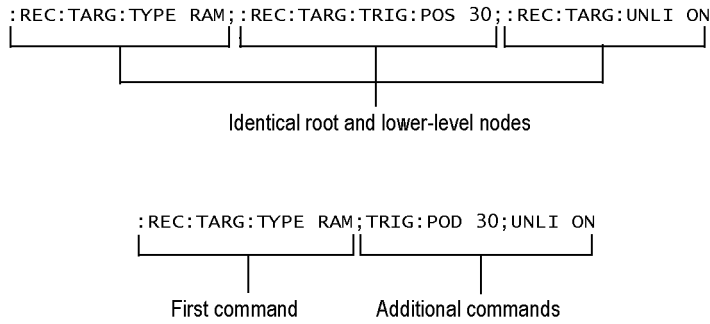 :REC:TARG:TYPE RAM;:REC:TARG:TRIG:POS 30;:REC:TARG:UNLI ON
Identical root and lower-level nodes
:REC:TARG:TYPE RAM;TRIG:POD 30;UNLI ON
First command
Additional commands